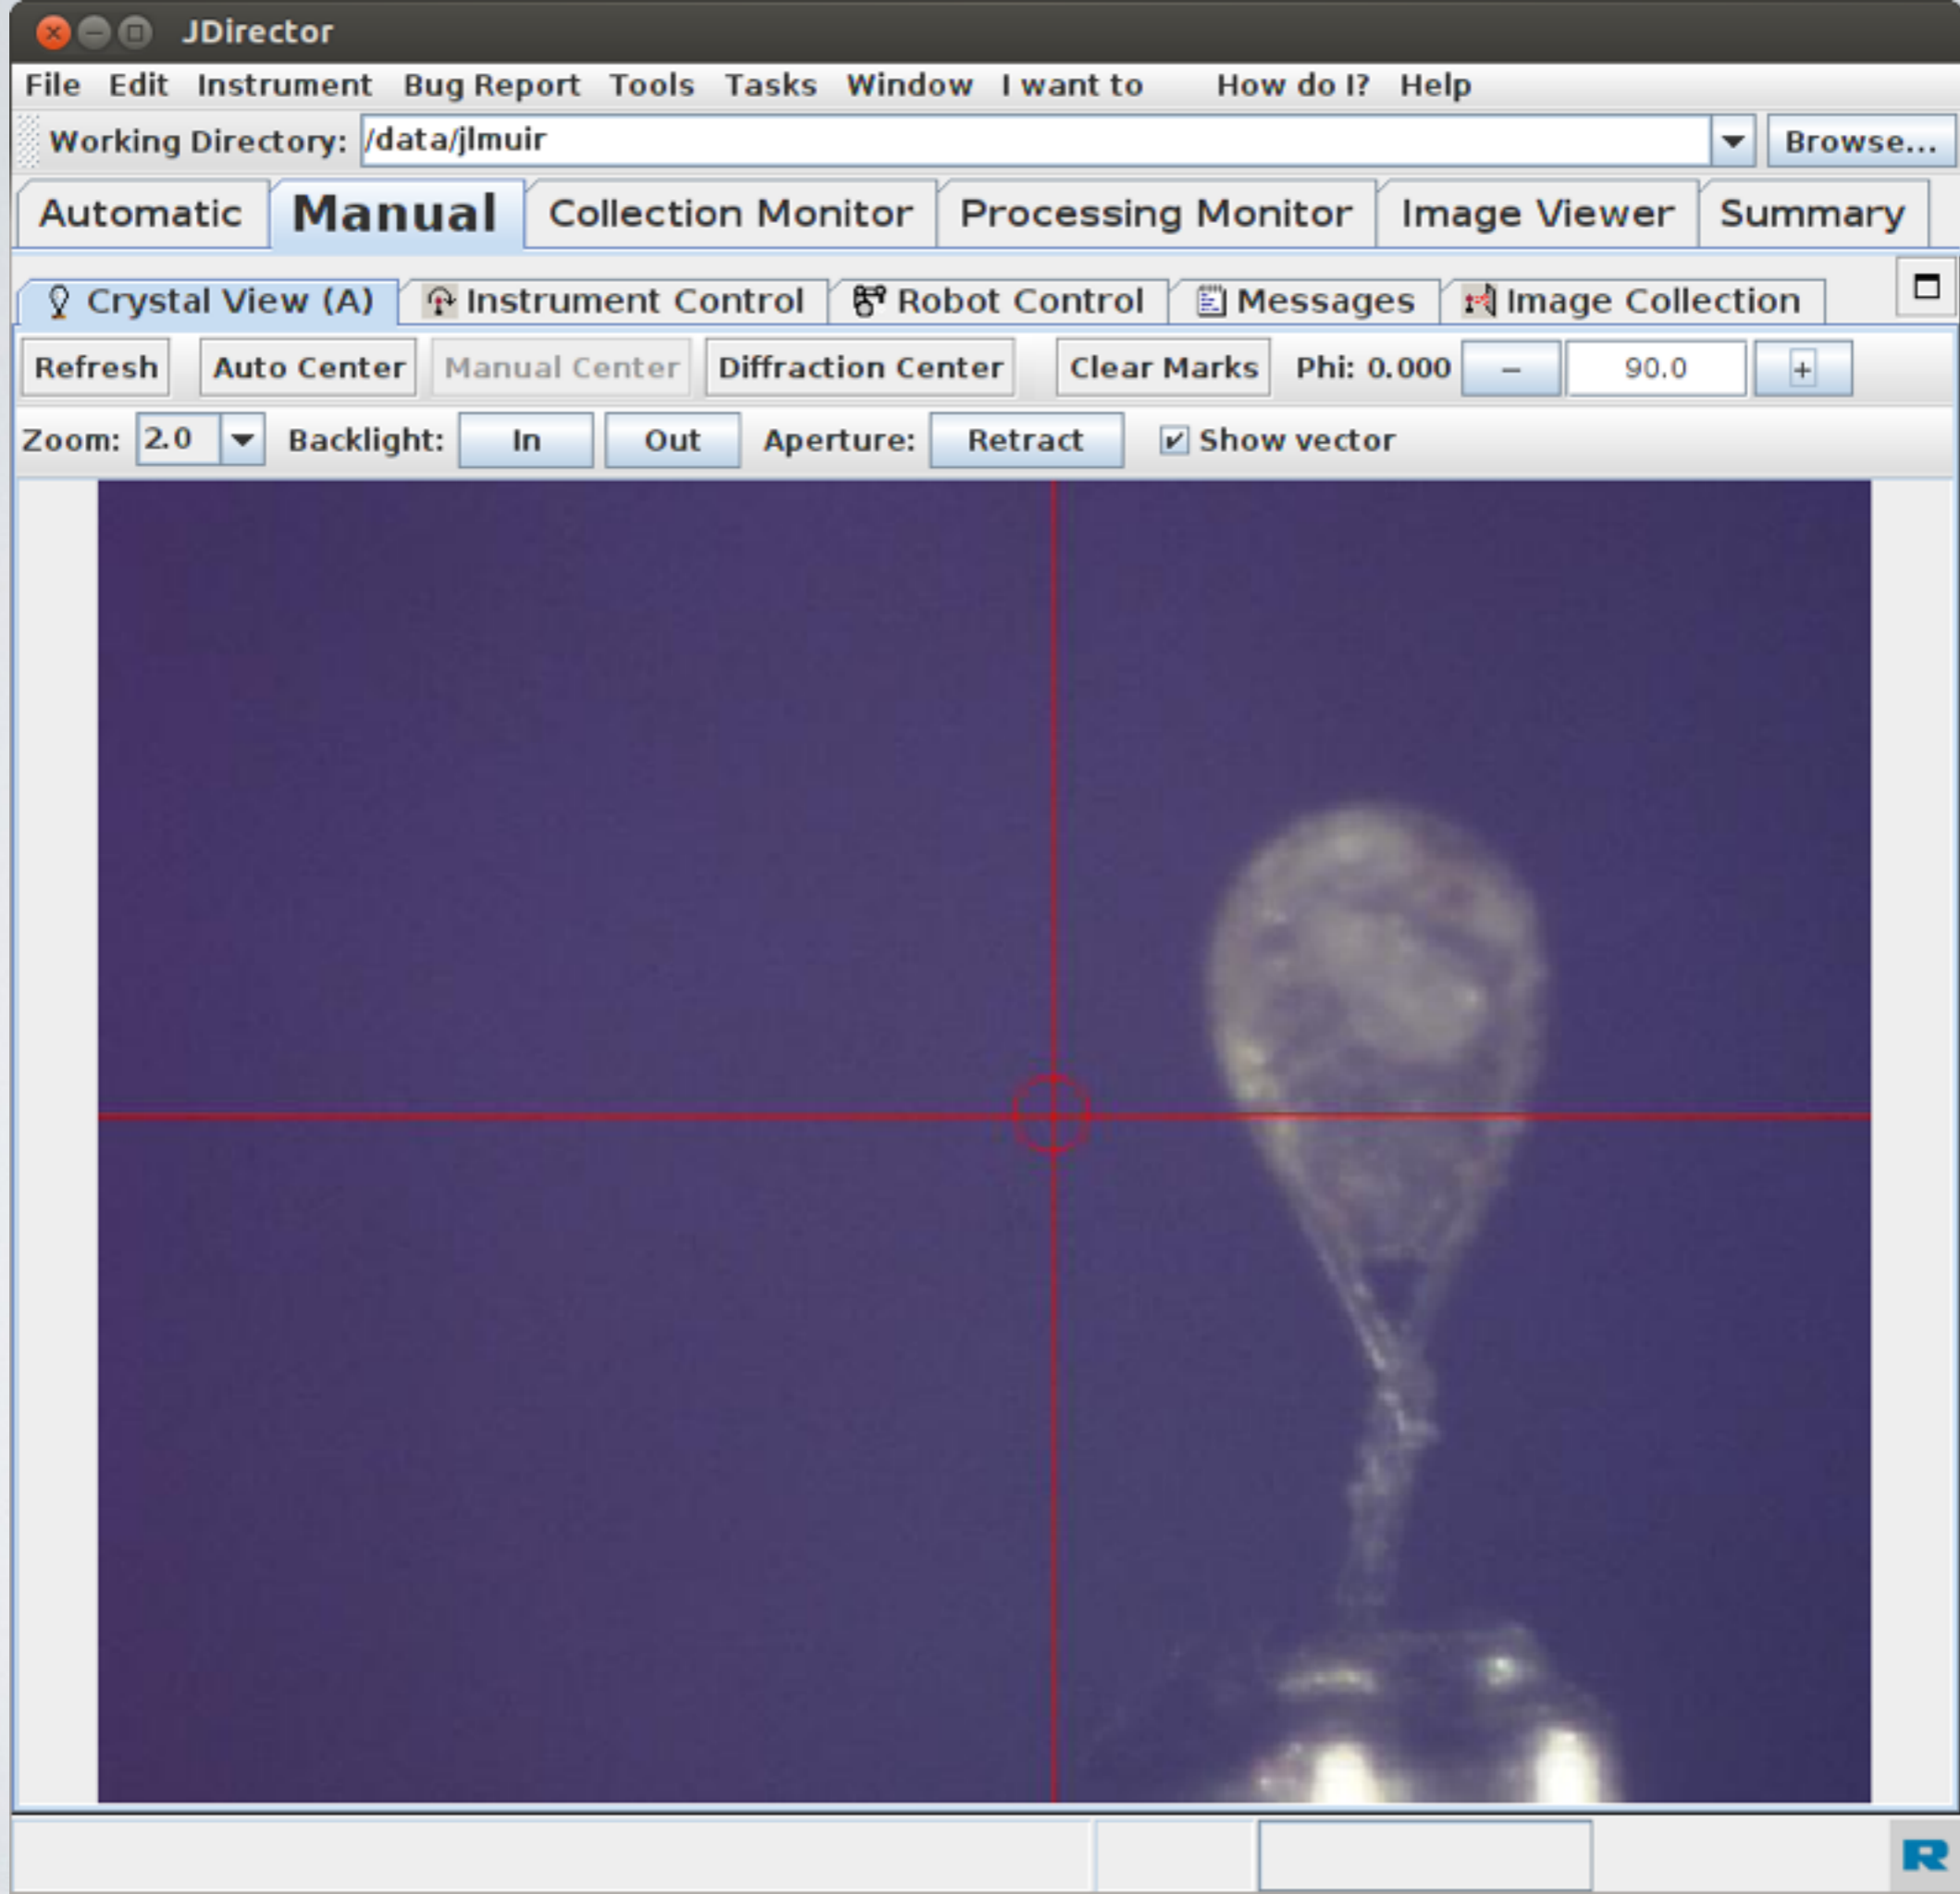 JDirector
File Edit Instrument Bug Report Tools Tasks Window I want to How do I? Help
Working Directory: /data/jlmuir Browse...
Automatic Manual Collection Monitor Processing Monitor Image Viewer Summary
Crystal View (A) Instrument Control Robot Control Messages Image Collection
Refresh Auto Center Manual Center Diffraction Center Clear Marks Phi: 0.000 − 90.0 +
Zoom: 2.0 Backlight: In Out Aperture: Retract Show vector
R